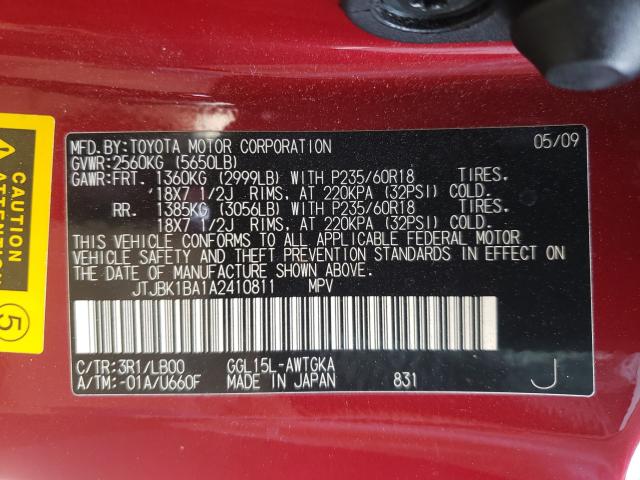 MFD.BY:TOYOTA MOTOR CORPORATION 05/09
GVWR:2560KG (5650LB)
GAWR:FRT. 1360KG (2999LB) WITH P235/60R18 TIRES.
18X7 1/2J RIMS, AT 220KPA (32PSI) COLD.
RR. 1385KG (3056LB) WITH P235/60R18 TIRES.
18X7 1/2J RIMS, AT 220KPA (32PSI) COLD.
THIS VEHICLE CONFORMS TO ALL APPLICABLE FEDERAL MOTOR
VEHICLE SAFETY AND THEFT PREVENTION STANDARDS IN EFFECT ON
THE DATE OF MANUFACTURE SHOWN ABOVE.
JTJBK1BA1A2410811 MPV
C/TR:3R1/LB00 GGL15L-AWTGKA
A/TM:-01A/U660F MADE IN JAPAN 831 J
ATTENTION
CAUTION
5